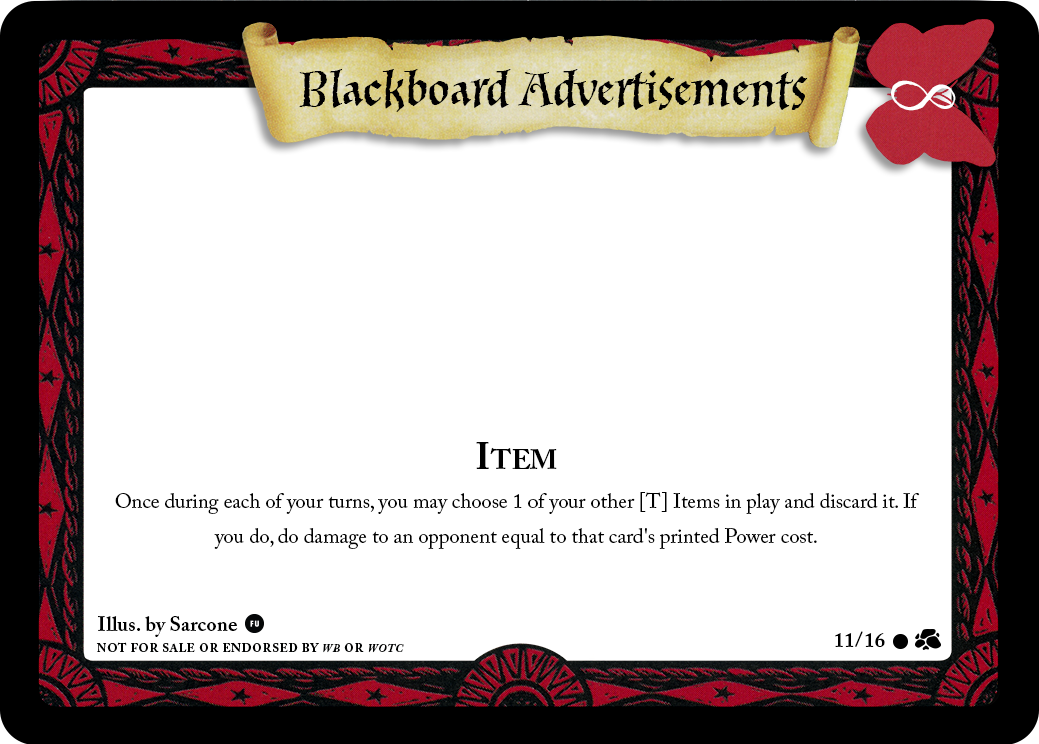 Blackboard Advertisements
Item
Once during each of your turns, you may choose 1 of your other [T] Items in play and discard it. If
you do, do damage to an opponent equal to that card's printed Power cost.
Illus. by Sarcone FU
NOT FOR SALE OR ENDORSED BY WB OR WOTC
11/16